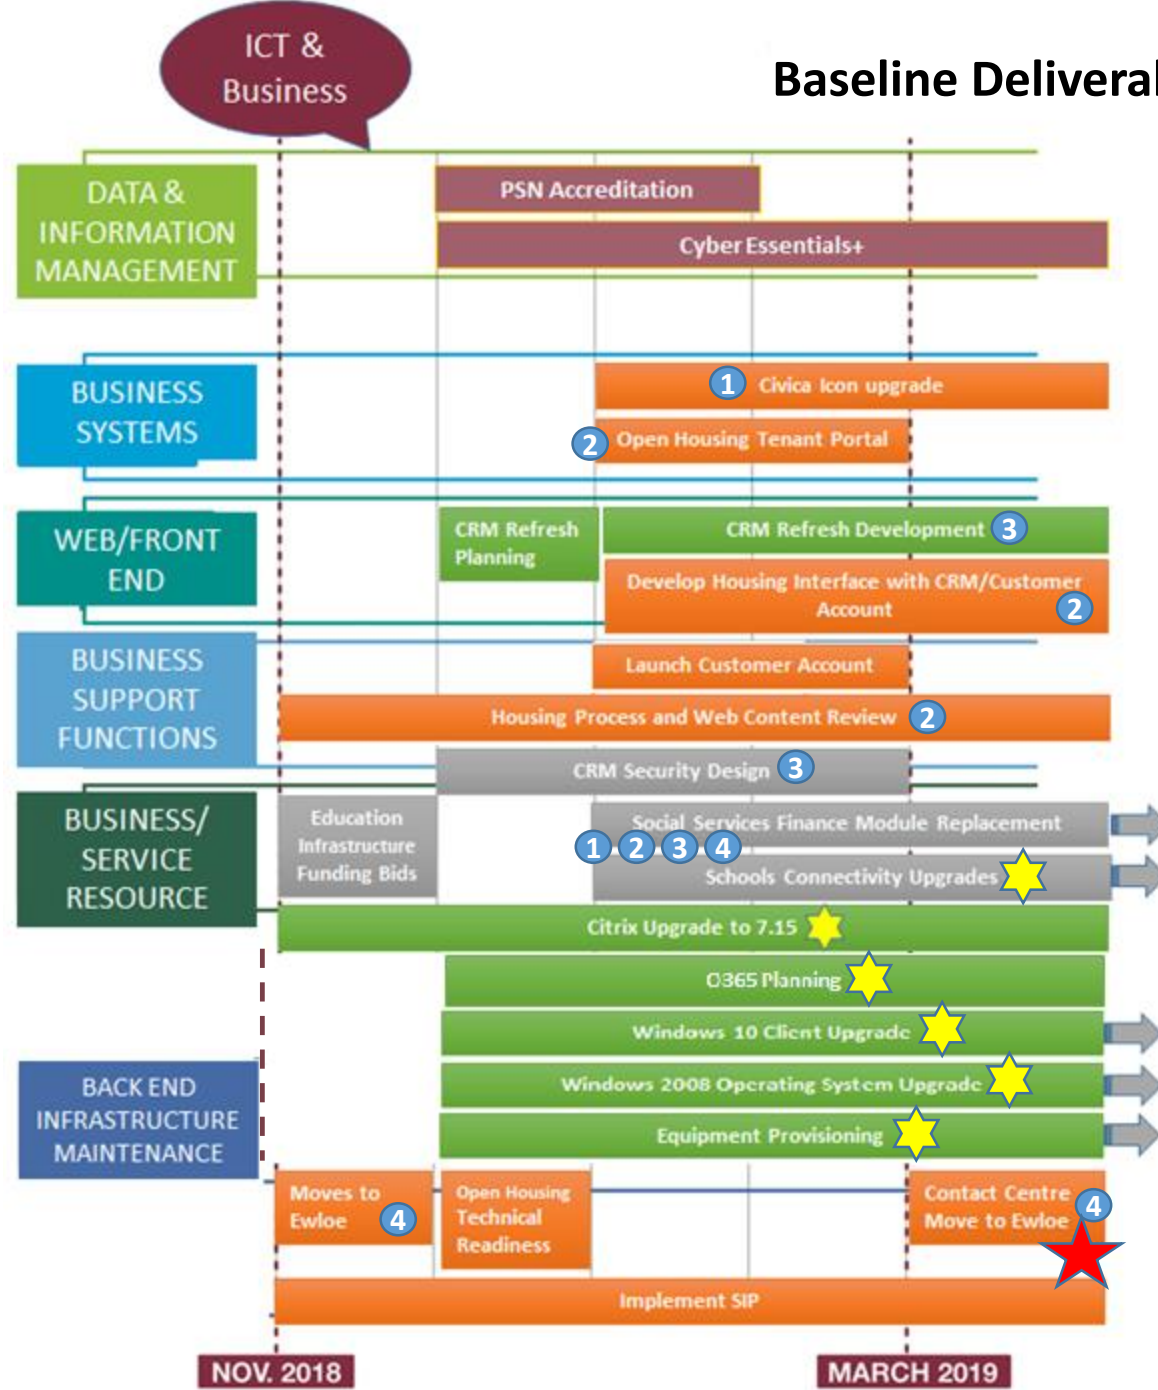 ICT &
Business
Baseline Deliveral
DATA &
INFORMATION
MANAGEMENT
PSN Accreditation
Cyber Essentials+
BUSINESS
SYSTEMS
1 Civica Icon upgrade
2 Open Housing Tenant Portal
WEB/FRONT
END
CRM Refresh
Planning
CRM Refresh Development 3
Develop Housing Interface with CRM/Customer
Account 2
BUSINESS
SUPPORT
FUNCTIONS
Launch Customer Account
Housing Process and Web Content Review 2
CRM Security Design 3
BUSINESS/
SERVICE
RESOURCE
Education
Infrastructure
Funding Bids
Social Services Finance Module Replacement
1 2 3 4
Schools Connectivity Upgrades
Citrix Upgrade to 7.15
O365 Planning
Windows 10 Client Upgrade
Windows 2008 Operating System Upgrade
Equipment Provisioning
BACK END
INFRASTRUCTURE
MAINTENANCE
Moves to
Ewloe 4
Open Housing
Technical
Readiness
Contact Centre
Move to Ewloe
4
Implement SIP
NOV. 2018
MARCH 2019